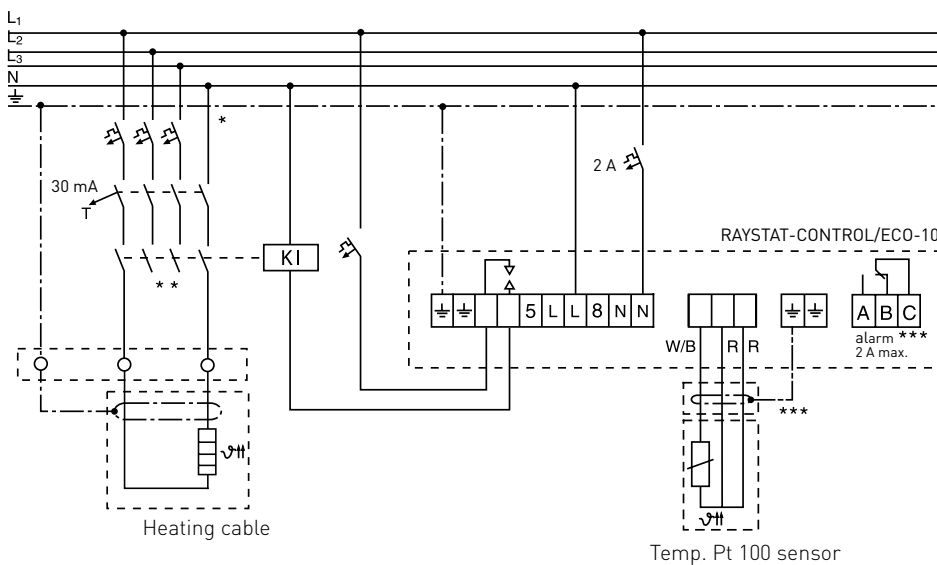 L1
L2
L3
N
*
30 mA
T
2 A
RAYSTAT-CONTROL/ECO-10
KI
* *
5 L L 8 N N
A B C
alarm ***
2 A max.
W/B R R
***
Heating cable
Temp. Pt 100 sensor